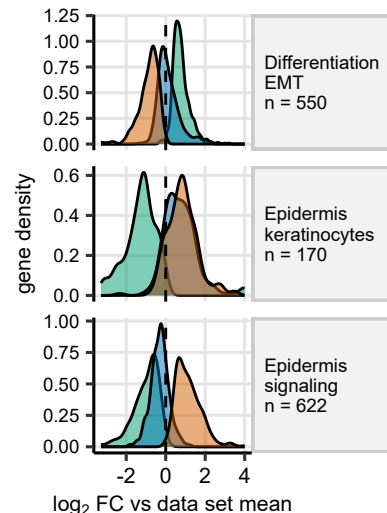 1.25
1.00
0.75
0.50
0.25
0.00
Differentiation
EMT
n = 550
0.6
0.4
0.2
0.0
Epidermis
keratinocytes
n = 170
gene density
1.00
0.75
0.50
0.25
0.00
Epidermis
signaling
n = 622
-2 0 2 4
log₂ FC vs data set mean